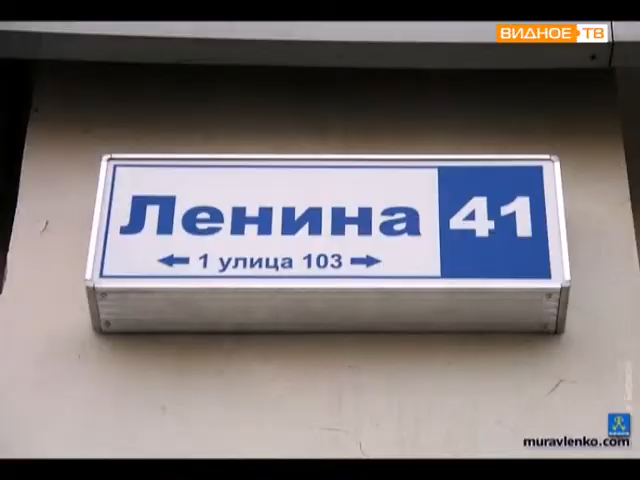 ВИДНОЕ ТВ
Ленина 41
← 1 улица 103 →
muravlenko.com